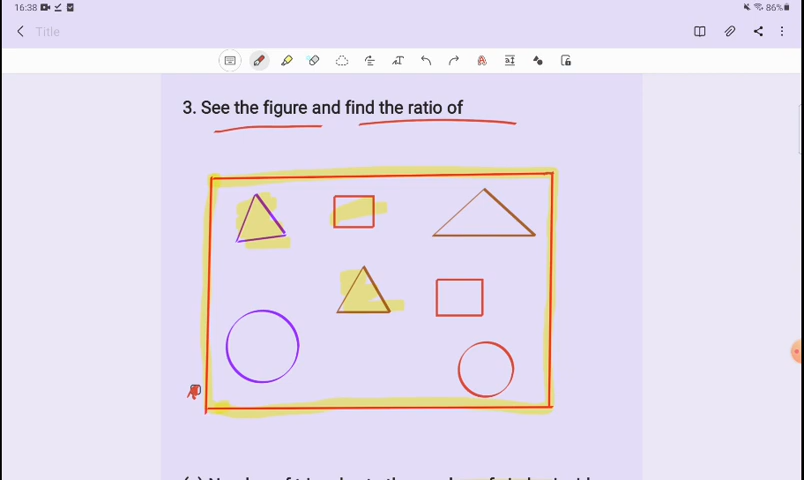 16:38
86%
Title
3. See the figure and find the ratio of